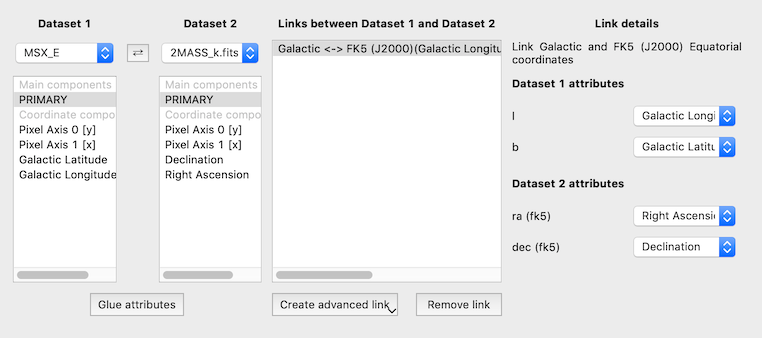 Dataset 1
Dataset 2
Links between Dataset 1 and Dataset 2
Link details
MSX_E
2MASS_k.fits
Galactic <-> FK5 (J2000)(Galactic Longitu
Link Galactic and FK5 (J2000) Equatorial
coordinates
Main components
PRIMARY
Coordinate compo
Pixel Axis 0 [y]
Pixel Axis 1 [x]
Galactic Latitude
Galactic Longitude
Main components
PRIMARY
Coordinate compo
Pixel Axis 0 [y]
Pixel Axis 1 [x]
Declination
Right Ascension
Dataset 1 attributes
l
Galactic Longi
b
Galactic Latitu
Dataset 2 attributes
ra (fk5)
Right Ascensi
dec (fk5)
Declination
Glue attributes
Create advanced link
Remove link